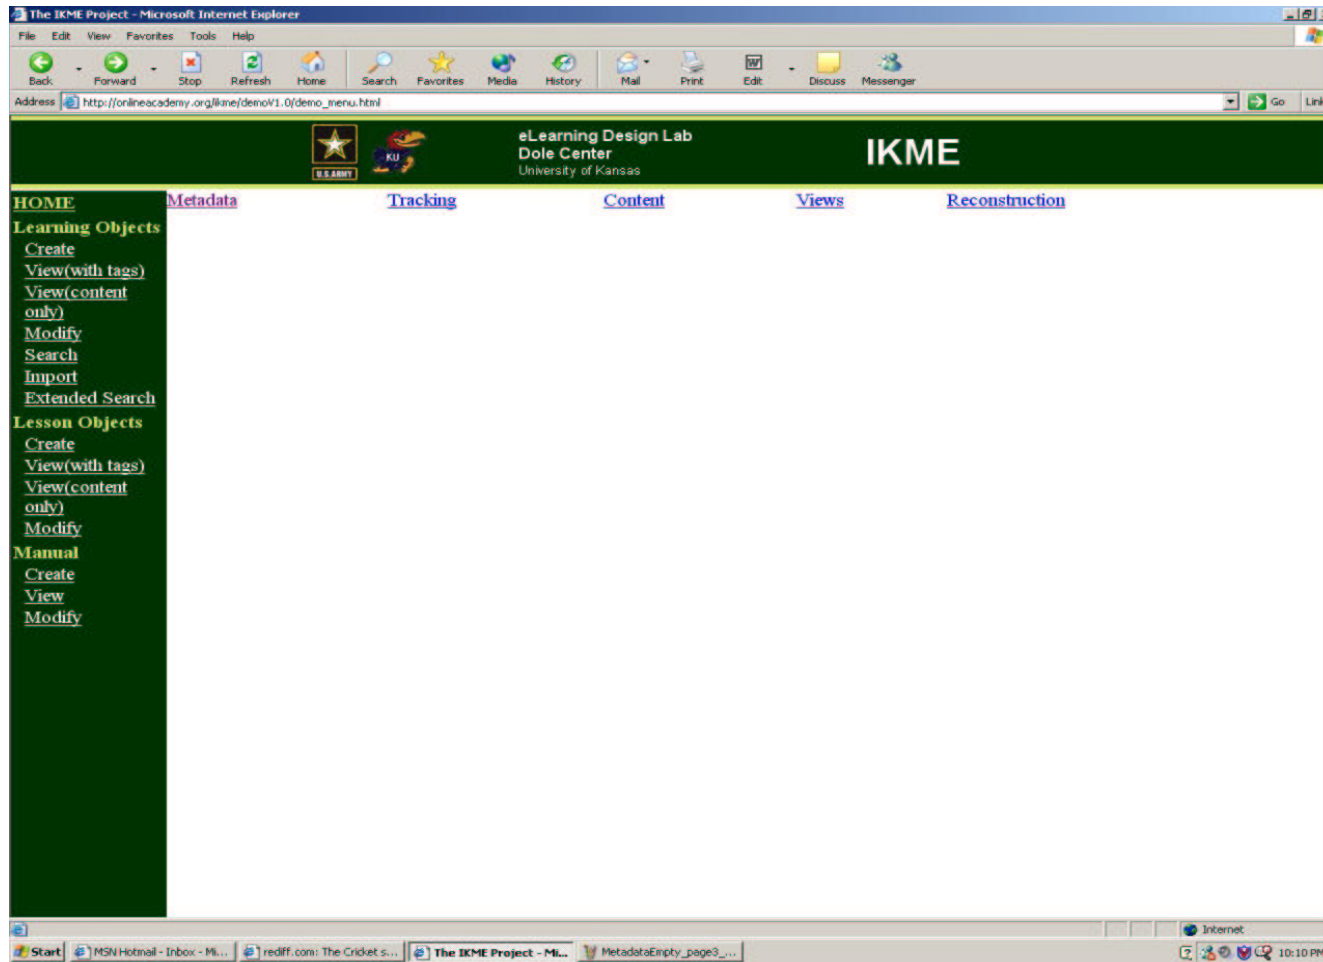 The IKME Project - Microsoft Internet Explorer
File Edit View Favorites Tools Help
Back Forward Stop Refresh Home Search Favorites Media History Mail Print Edit Discuss Messenger
Address http://onlineacademy.org/ikme/demoV1.0/demo_menu.html Go
U.S.ARMY
KU
eLearning Design Lab
Dole Center
University of Kansas
IKME
HOME
Metadata Tracking Content Views Reconstruction
Learning Objects
Create
View(with tags)
View(content
only)
Modify
Search
Import
Extended Search
Lesson Objects
Create
View(with tags)
View(content
only)
Modify
Manual
Create
View
Modify
Internet
Start MSN Hotmail - Inbox - Mi... rediff.com: The Cricket s... The IKME Project - Mi... MetadataEmpty_page3_... 10:10 PM